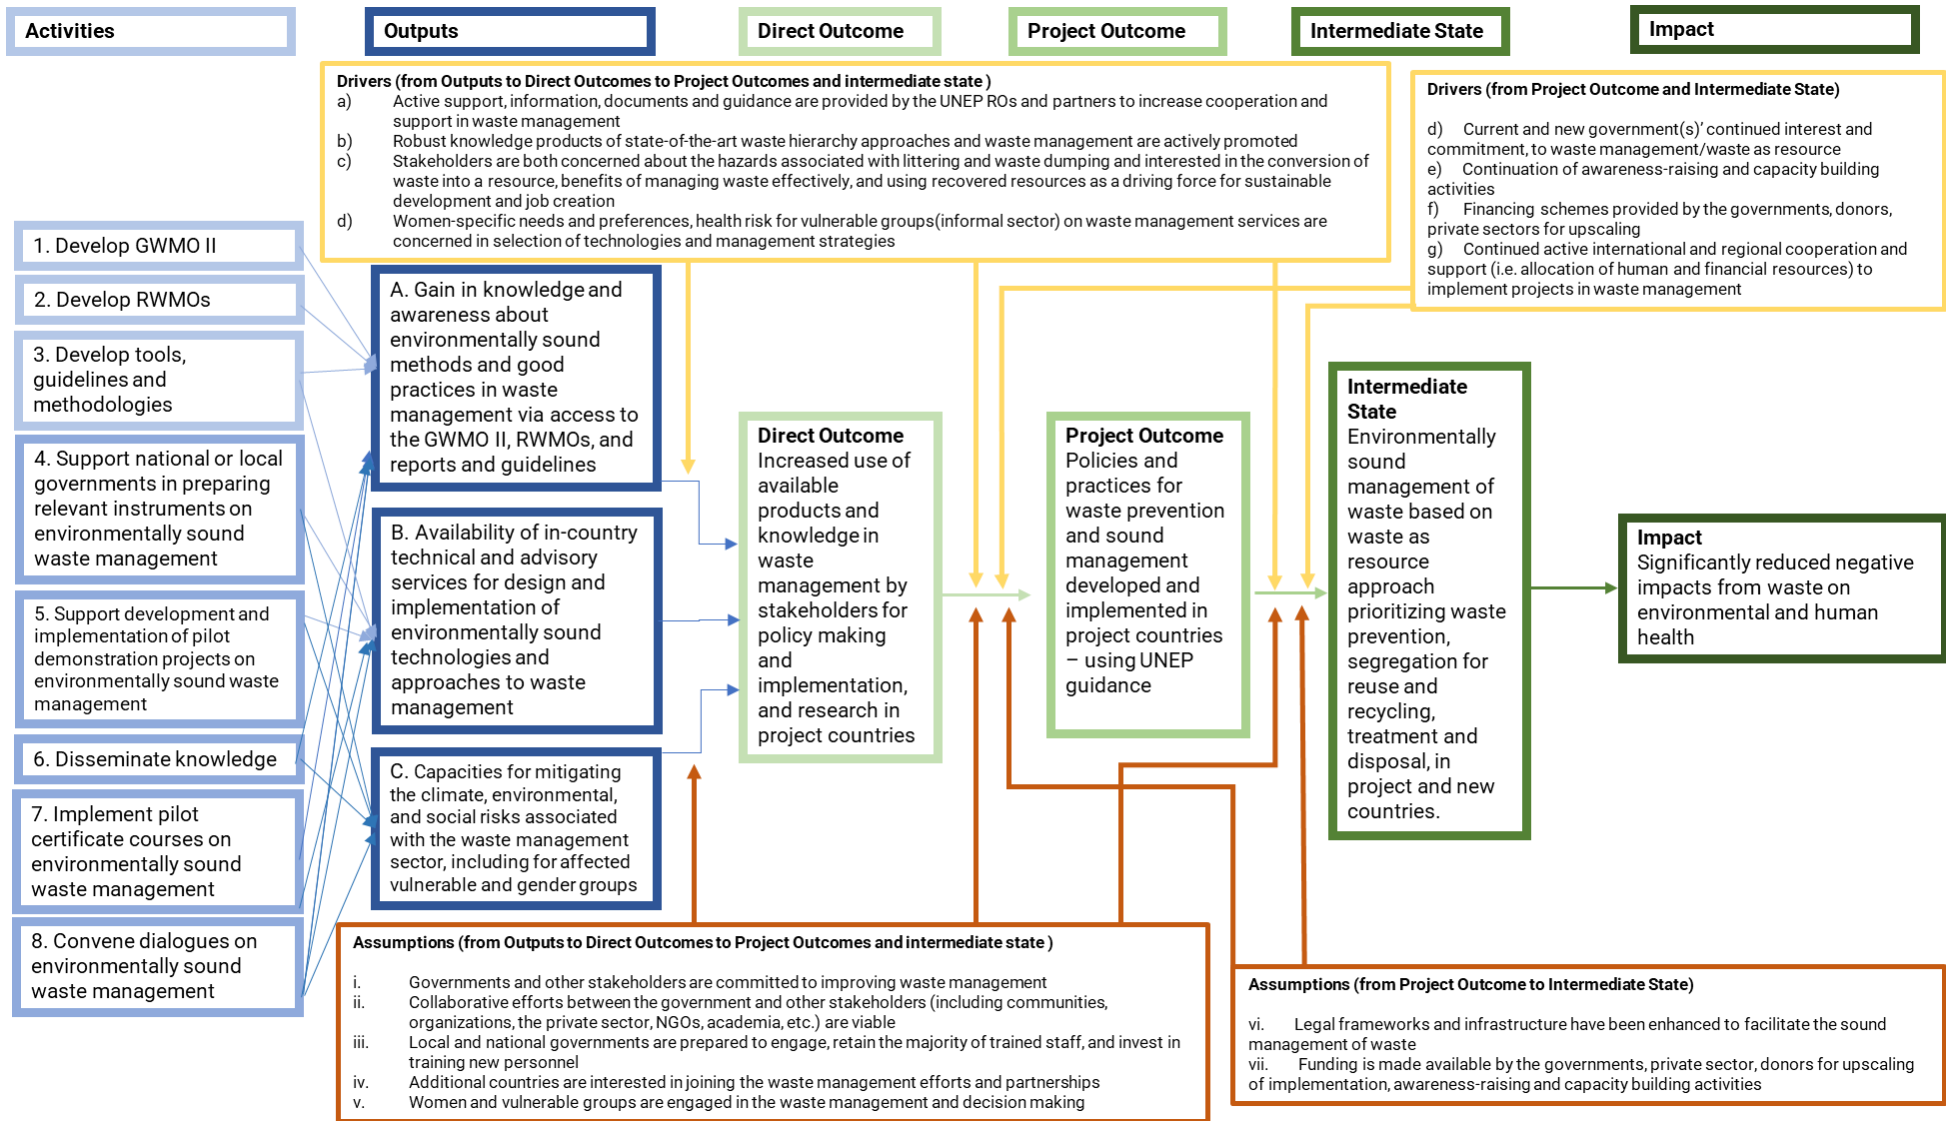 Activities
Outputs
Direct Outcome
Project Outcome
Intermediate State
Impact
Drivers (from Outputs to Direct Outcomes to Project Outcomes and intermediate state )
a) Active support, information, documents and guidance are provided by the UNEP ROs and partners to increase cooperation and
support in waste management
b) Robust knowledge products of state-of-the-art waste hierarchy approaches and waste management are actively promoted
c) Stakeholders are both concerned about the hazards associated with littering and waste dumping and interested in the conversion of
waste into a resource, benefits of managing waste effectively, and using recovered resources as a driving force for sustainable
development and job creation
d) Women-specific needs and preferences, health risk for vulnerable groups(informal sector) on waste management services are
concerned in selection of technologies and management strategies
Drivers (from Project Outcome and Intermediate State)
d) Current and new government(s)’ continued interest and
commitment, to waste management/waste as resource
e) Continuation of awareness-raising and capacity building
activities
f) Financing schemes provided by the governments, donors,
private sectors for upscaling
g) Continued active international and regional cooperation and
support (i.e. allocation of human and financial resources) to
implement projects in waste management
1. Develop GWMO II
2. Develop RWMOs
3. Develop tools,
guidelines and
methodologies
4. Support national or local
governments in preparing
relevant instruments on
environmentally sound
waste management
5. Support development and
implementation of pilot
demonstration projects on
environmentally sound waste
management
6. Disseminate knowledge
7. Implement pilot
certificate courses on
environmentally sound
waste management
8. Convene dialogues on
environmentally sound
waste management
A. Gain in knowledge and
awareness about
environmentally sound
methods and good
practices in waste
management via access to
the GWMO II, RWMOs, and
reports and guidelines
B. Availability of in-country
technical and advisory
services for design and
implementation of
environmentally sound
technologies and
approaches to waste
management
C. Capacities for mitigating
the climate, environmental,
and social risks associated
with the waste management
sector, including for affected
vulnerable and gender groups
Direct Outcome
Increased use of
available
products and
knowledge in
waste
management by
stakeholders for
policy making
and
implementation,
and research in
project countries
Project Outcome
Policies and
practices for
waste prevention
and sound
management
developed and
implemented in
project countries
– using UNEP
guidance
Intermediate
State
Environmentally
sound
management of
waste based on
waste as
resource
approach
prioritizing waste
prevention,
segregation for
reuse and
recycling,
treatment and
disposal, in
project and new
countries.
Impact
Significantly reduced negative
impacts from waste on
environmental and human
health
Assumptions (from Outputs to Direct Outcomes to Project Outcomes and intermediate state )
i. Governments and other stakeholders are committed to improving waste management
ii. Collaborative efforts between the government and other stakeholders (including communities,
organizations, the private sector, NGOs, academia, etc.) are viable
iii. Local and national governments are prepared to engage, retain the majority of trained staff, and invest in
training new personnel
iv. Additional countries are interested in joining the waste management efforts and partnerships
v. Women and vulnerable groups are engaged in the waste management and decision making
Assumptions (from Project Outcome to Intermediate State)
vi. Legal frameworks and infrastructure have been enhanced to facilitate the sound
management of waste
vii. Funding is made available by the governments, private sector, donors for upscaling
of implementation, awareness-raising and capacity building activities